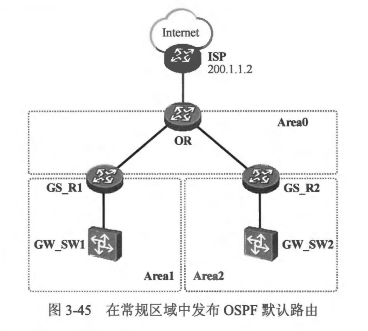 Internet
ISP
200.1.1.2
OR
Area0
GS_R1
GS_R2
GW_SW1
GW_SW2
Area1
Area2
图 3-45 在常规区域中发布 OSPF 默认路由